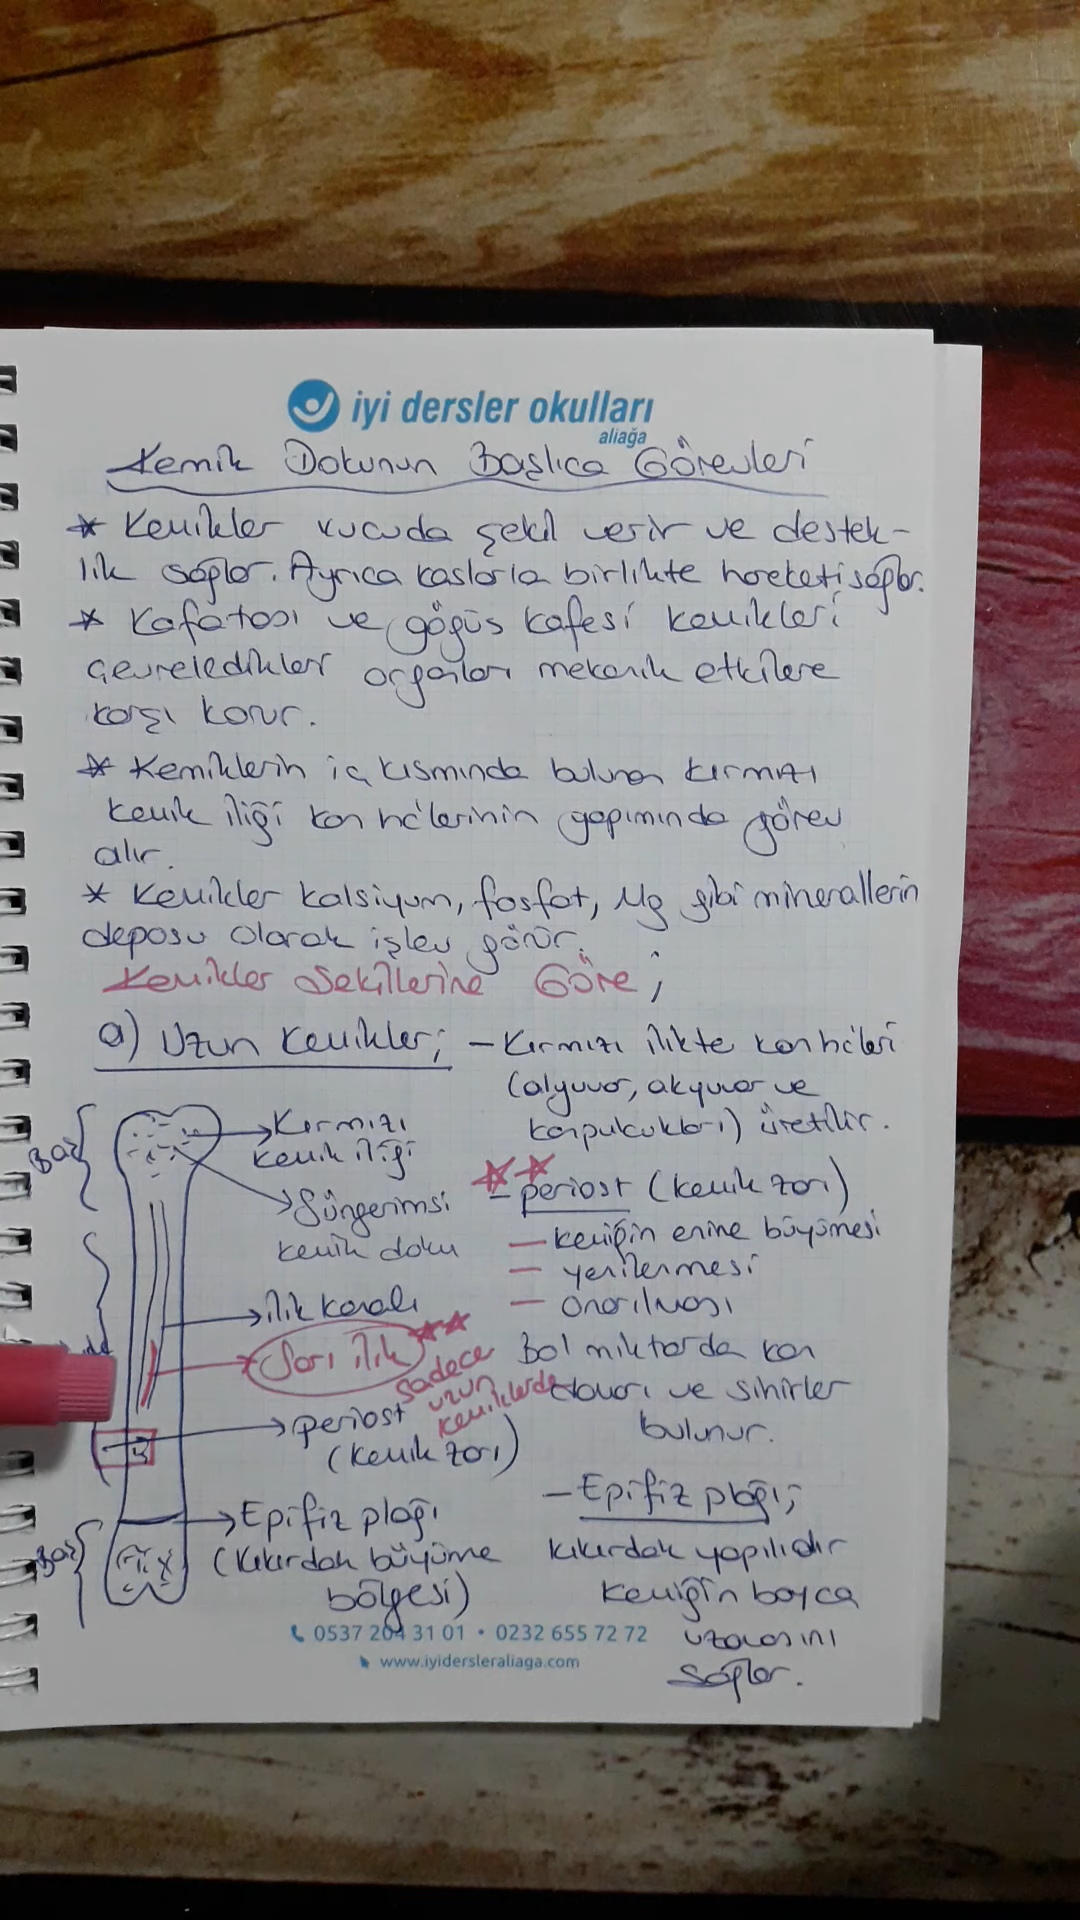 iyi dersler okulları
aliağa
Kemik Dokunun Başlıca Görevleri
* Kemikler vucuda şekil verir ve destek-
lik sağlar. Ayrıca kaslarla birlikte hareketi sağlar.
* Kafatası ve göğüs kafesi kemikleri
çevreledikleri organları mekanik etkilere
karşı korur.
* Kemiklerin iç kısmında bulunan kırmızı
kemik iliği kan hc'lerinin yapımında görev
alır.
* Kemikler kalsiyum, fosfat, Mg gibi minerallerin
deposu olarak işlev görür.
Kemikler Şekillerine Göre;
a) Uzun Kemikler; - Kırmızı ilikte kan hc'leri
(alyuvar, akyuvar ve
kan pulcukları) üretilir.
Baş
Kırmızı
kemik iliği
Süngerimsi
kemik doku
ilik kanalı
Sarı ilik
sadece
uzun
kemiklerde
periost
(kemik zarı)
Epifiz plağı
(kıkırdak büyüme
bölgesi)
Baş
- periost (kemik zarı)
- kemiğin enine büyümesi
- yenilenmesi
- onarılması
Bol miktarda kan
damarı ve sinirler
bulunur.
- Epifiz plağı;
kıkırdak yapılıdır
kemiğin boyca
uzamasını
sağlar.
0537 204 31 01 • 0232 655 72 72
www.iyidersleraliaga.com